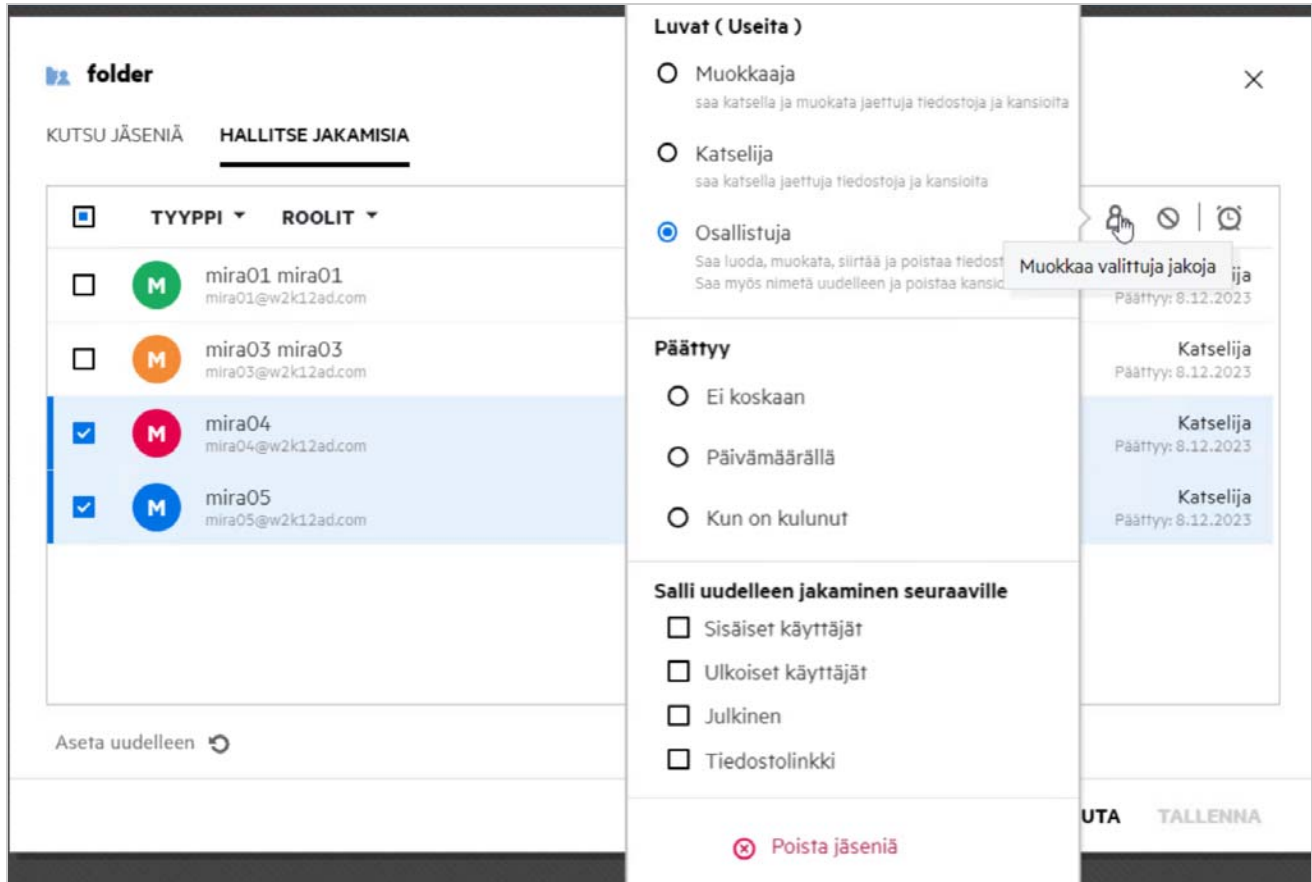 folder
KUTSU JÄSENIÄ
HALLITSE JAKAMISIA
TYYPPI
ROOLIT
M
mira01 mira01
mira01@w2k12ad.com
Päättyy: 8.12.2023
M
mira03 mira03
mira03@w2k12ad.com
Katselija
Päättyy: 8.12.2023
M
mira04
mira04@w2k12ad.com
Katselija
Päättyy: 8.12.2023
M
mira05
mira05@w2k12ad.com
Katselija
Päättyy: 8.12.2023
Aseta uudelleen
Luvat ( Useita )
Muokkaaja
saa katsella ja muokata jaettuja tiedostoja ja kansioita
Katselija
saa katsella jaettuja tiedostoja ja kansioita
Osallistuja
Saa luoda, muokata, siirtää ja poistaa
Saa myös nimetä uudelleen ja poistaa
Muokkaa valittuja jakoja
Päättyy
Ei koskaan
Päivämäärällä
Kun on kulunut
Salli uudelleen jakaminen seuraaville
Sisäiset käyttäjät
Ulkoiset käyttäjät
Julkinen
Tiedostolinkki
Poista jäseniä
TALLENNA